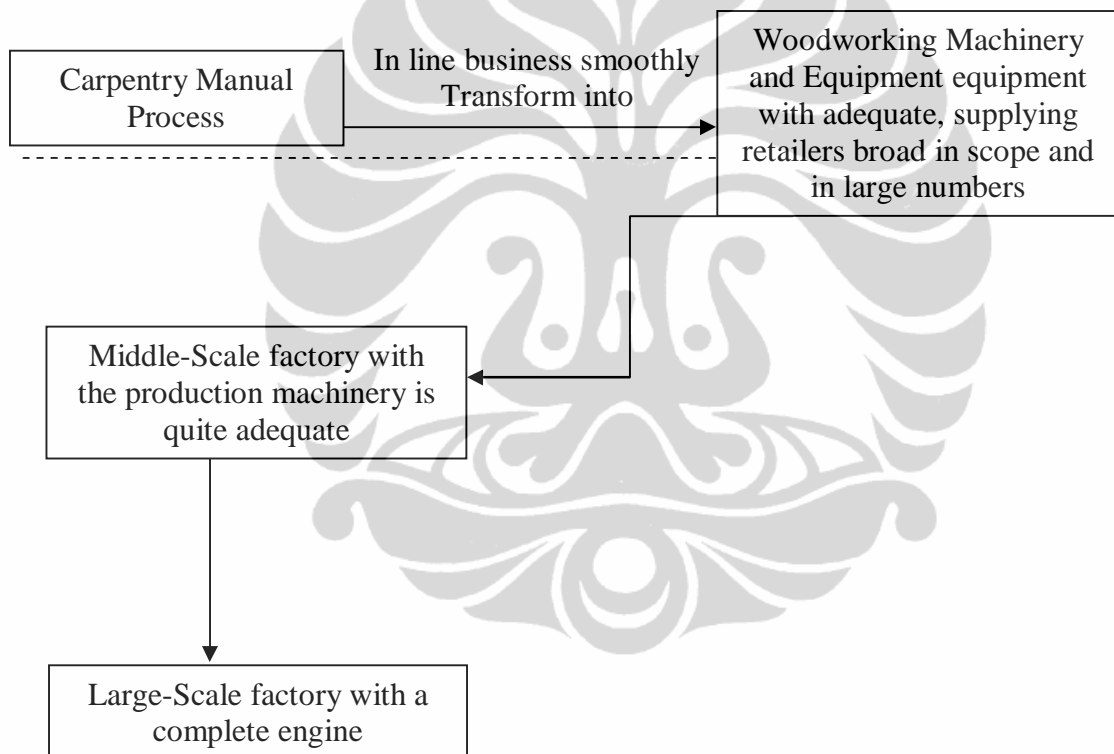 Carpentry Manual
Process
In line business smoothly
Transform into
Woodworking Machinery
and Equipment equipment
with adequate, supplying
retailers broad in scope and
in large numbers
Middle-Scale factory with
the production machinery is
quite adequate
Large-Scale factory with a
complete engine